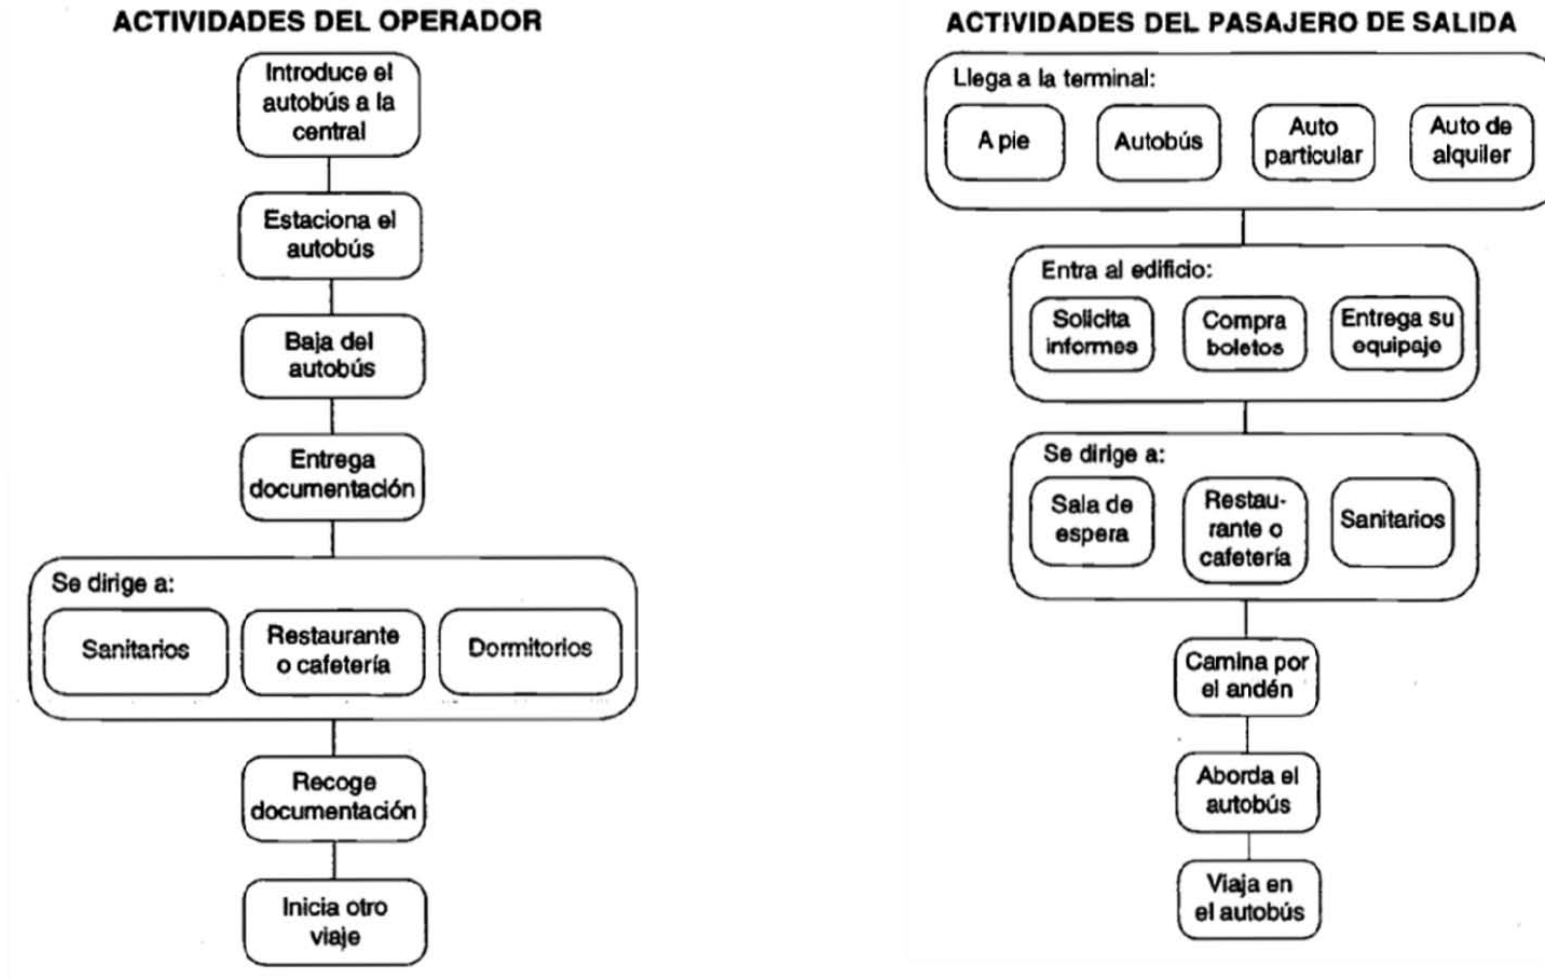 ACTIVIDADES DEL OPERADOR
Introduce el
autobús a la
central
Estaciona el
autobús
Baja del
autobús
Entrega
documentación
Se dirige a:
Sanitarios
Restaurante
o cafetería
Dormitorios
Recoge
documentación
Inicia otro
viaje
ACTIVIDADES DEL PASAJERO DE SALIDA
Llega a la terminal:
A pie
Autobús
Auto
particular
Auto de
alquiler
Entra al edificio:
Solicita
informes
Compra
boletos
Entrega su
equipaje
Se dirige a:
Sala de
espera
Restau-
rante o
cafetería
Sanitarios
Camina por
el andén
Aborda el
autobús
Viaja en
el autobús